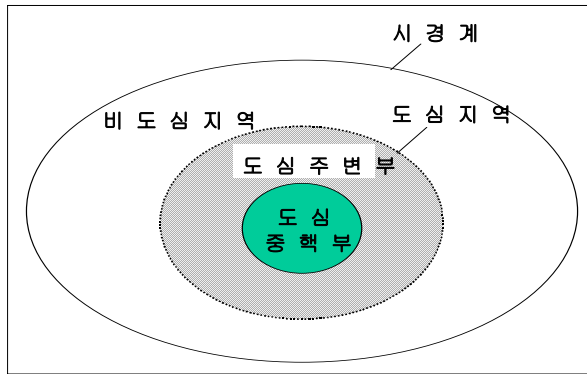 시 경 계
비 도 심 지 역
도 심 지 역
도 심 주 변 부
도 심
중 핵 부